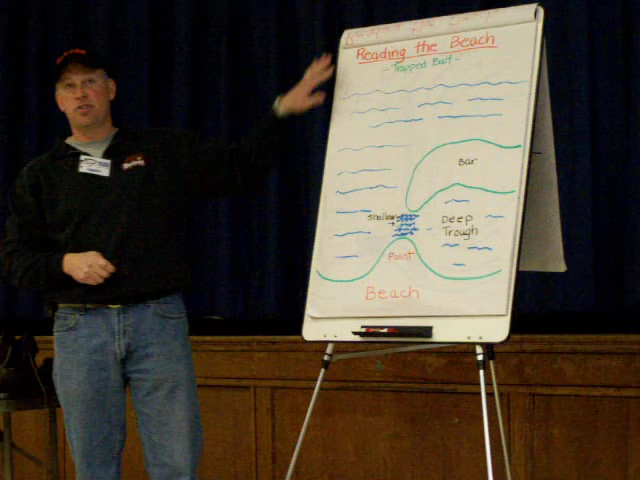 Reading the Beach
- Trapped Bait -
Bar
Shallow
Deep
Trough
Point
Beach